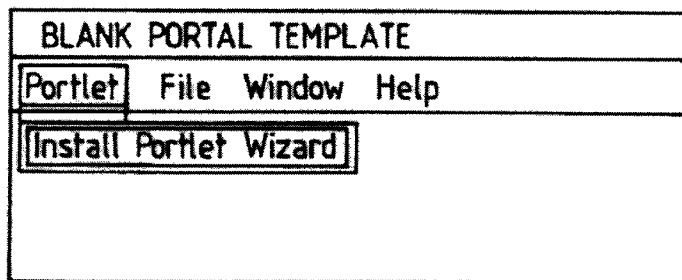 BLANK PORTAL TEMPLATE
Portlet File Window Help
Install Portlet Wizard